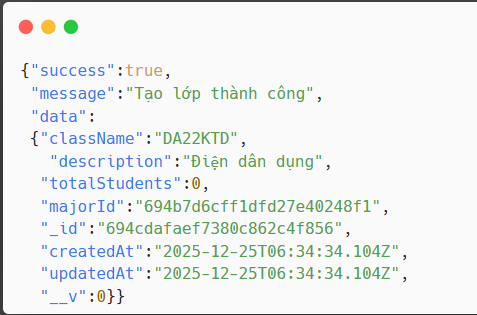 {"success":true,
"message":"Tạo lớp thành công",
"data":
{"className":"DA22KTD",
"description":"Điện dân dụng",
"totalStudents":0,
"majorId":"694b7d6cff1dfd27e40248f1",
"_id":"694cdafaef7380c862c4f856",
"createdAt":"2025-12-25T06:34:34.104Z",
"updatedAt":"2025-12-25T06:34:34.104Z",
"__v":0}}